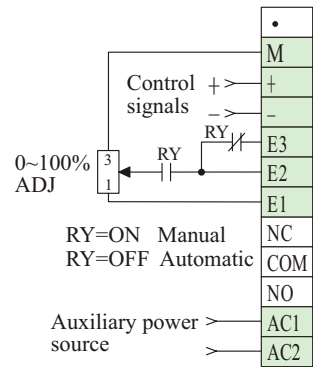 •
M
Control + +
signals − −
RY E3
0~100% 3 RY E2
ADJ 1 E1
RY=ON Manual NC
RY=OFF Automatic COM
NO
Auxiliary power AC1
source AC2